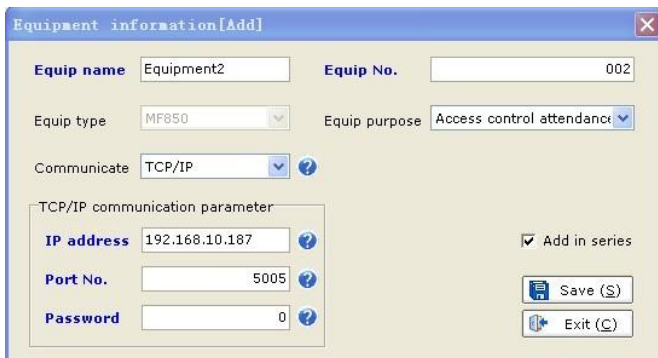 Equipment information[Add]
Equip name Equipment2 Equip No. 002
Equip type MF850 Equip purpose Access control attendance
Communicate TCP/IP
TCP/IP communication parameter
IP address 192.168.10.187 Add in series
Port No. 5005 Save (S)
Password 0 Exit (C)